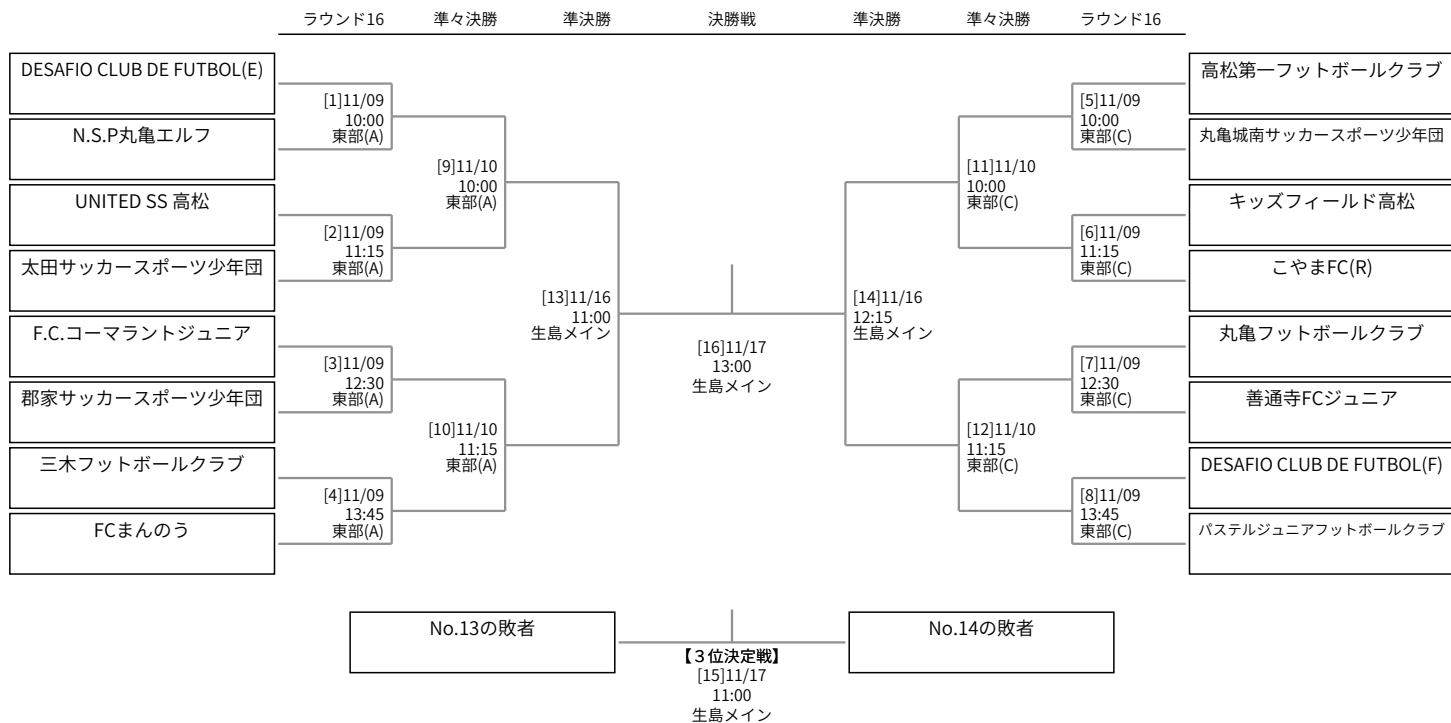 ラウンド16 準々決勝 準決勝 決勝戦 準決勝 準々決勝 ラウンド16
DESAFIO CLUB DE FUTBOL(E)
N.S.P丸亀エルフ
UNITED SS 高松
太田サッカースポーツ少年団
F.C.コーマラントジュニア
郡家サッカースポーツ少年団
三木フットボールクラブ
FCまんのう
[1]11/09
10:00
東部(A)
[2]11/09
11:15
東部(A)
[3]11/09
12:30
東部(A)
[4]11/09
13:45
東部(A)
[9]11/10
10:00
東部(A)
[10]11/10
11:15
東部(A)
[13]11/16
11:00
生島メイン
[16]11/17
13:00
生島メイン
[14]11/16
12:15
生島メイン
[11]11/10
10:00
東部(C)
[12]11/10
11:15
東部(C)
[5]11/09
10:00
東部(C)
[6]11/09
11:15
東部(C)
[7]11/09
12:30
東部(C)
[8]11/09
13:45
東部(C)
高松第一フットボールクラブ
丸亀城南サッカースポーツ少年団
キッズフィールド高松
こやまFC(R)
丸亀フットボールクラブ
善通寺FCジュニア
DESAFIO CLUB DE FUTBOL(F)
パステルジュニアフットボールクラブ
No.13の敗者
No.14の敗者
【３位決定戦】
[15]11/17
11:00
生島メイン